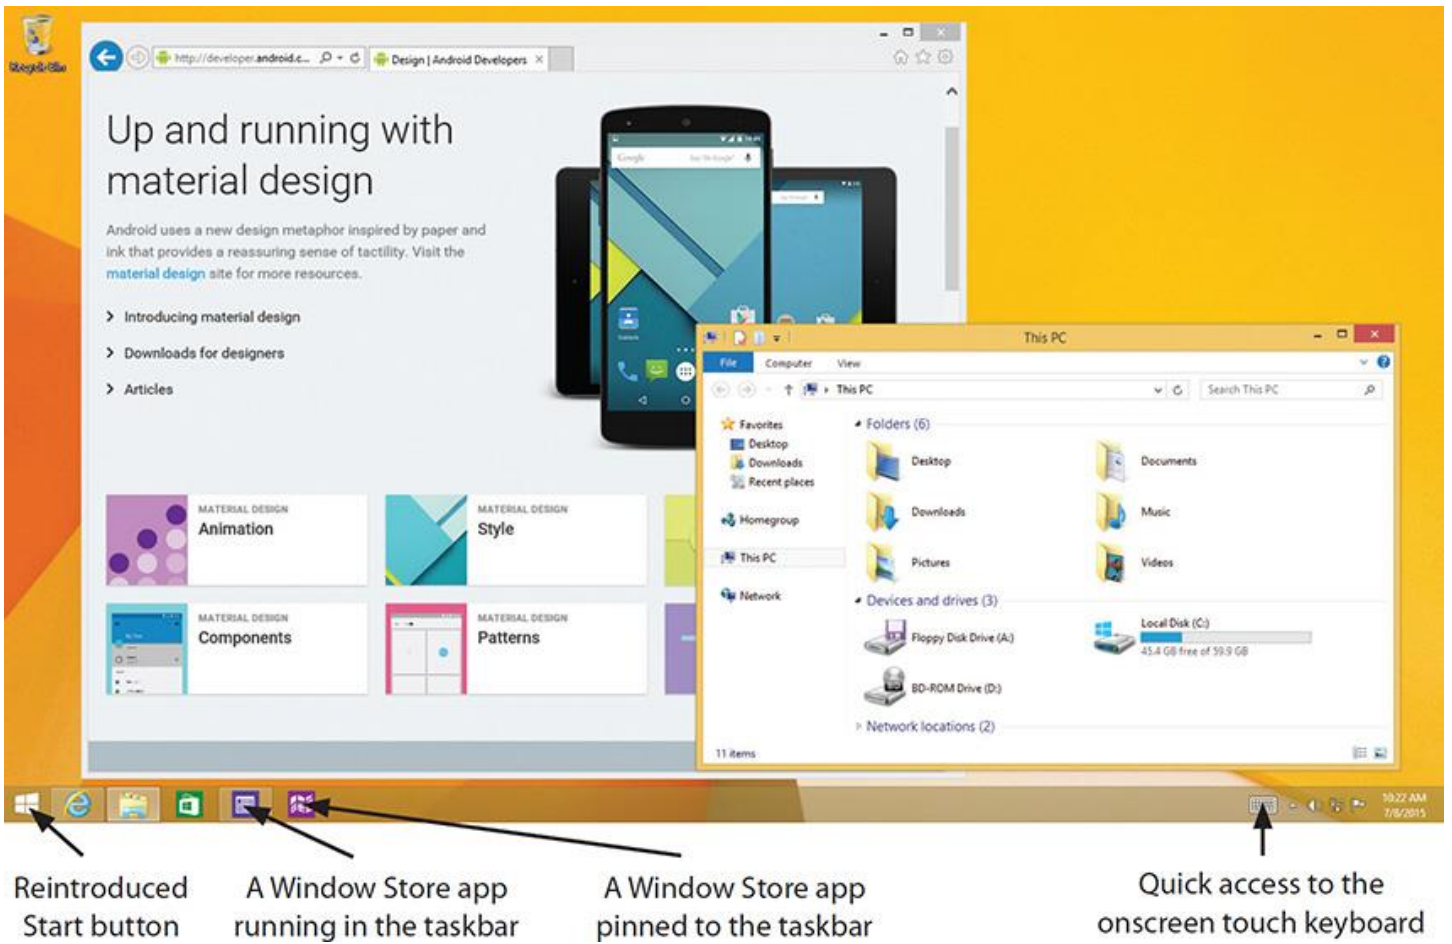 Recycle Bin
http://developer.android.c...
Design | Android Developers
Up and running with
material design
Android uses a new design metaphor inspired by paper and
ink that provides a reassuring sense of tactility. Visit the
material design site for more resources.
Introducing material design
Downloads for designers
Articles
Google
MATERIAL DESIGN
Animation
MATERIAL DESIGN
Style
MATERIAL DESIGN
Components
MATERIAL DESIGN
Patterns
This PC
File Computer View
This PC
Search This PC
Favorites
Desktop
Downloads
Recent places
Homegroup
This PC
Network
Folders (6)
Desktop
Documents
Downloads
Music
Pictures
Videos
Devices and drives (3)
Floppy Disk Drive (A:)
Local Disk (C:)
45.4 GB free of 59.9 GB
BD-ROM Drive (D:)
Network locations (2)
11 items
10:22 AM
7/8/2015
Reintroduced
Start button
A Window Store app
running in the taskbar
A Window Store app
pinned to the taskbar
Quick access to the
onscreen touch keyboard